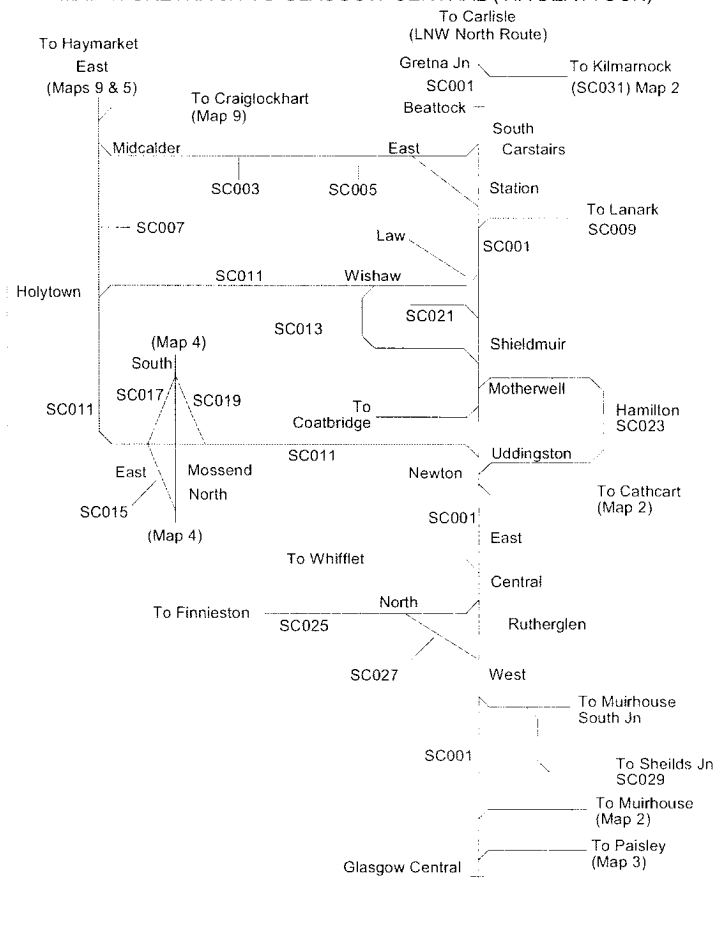 To Carlisle
(LNW North Route)
To Haymarket
East
(Maps 9 & 5)
Gretna Jn
SC001
Beattock
To Kilmarnock
(SC031) Map 2
To Craiglockhart
(Map 9)
Midcalder
East
South
Carstairs
SC003
SC005
Station
To Lanark
SC009
SC007
Law
SC001
Holytown
SC011
Wishaw
SC013
SC021
Shieldmuir
(Map 4)
South
SC017
SC019
Motherwell
SC011
To
Coatbridge
Hamilton
SC023
SC011
Uddingston
East
Mossend
North
SC015
(Map 4)
Newton
To Cathcart
(Map 2)
SC001
East
To Whifflet
Central
To Finnieston
North
SC025
Rutherglen
SC027
West
To Muirhouse
South Jn
SC001
To Sheilds Jn
SC029
To Muirhouse
(Map 2)
To Paisley
(Map 3)
Glasgow Central